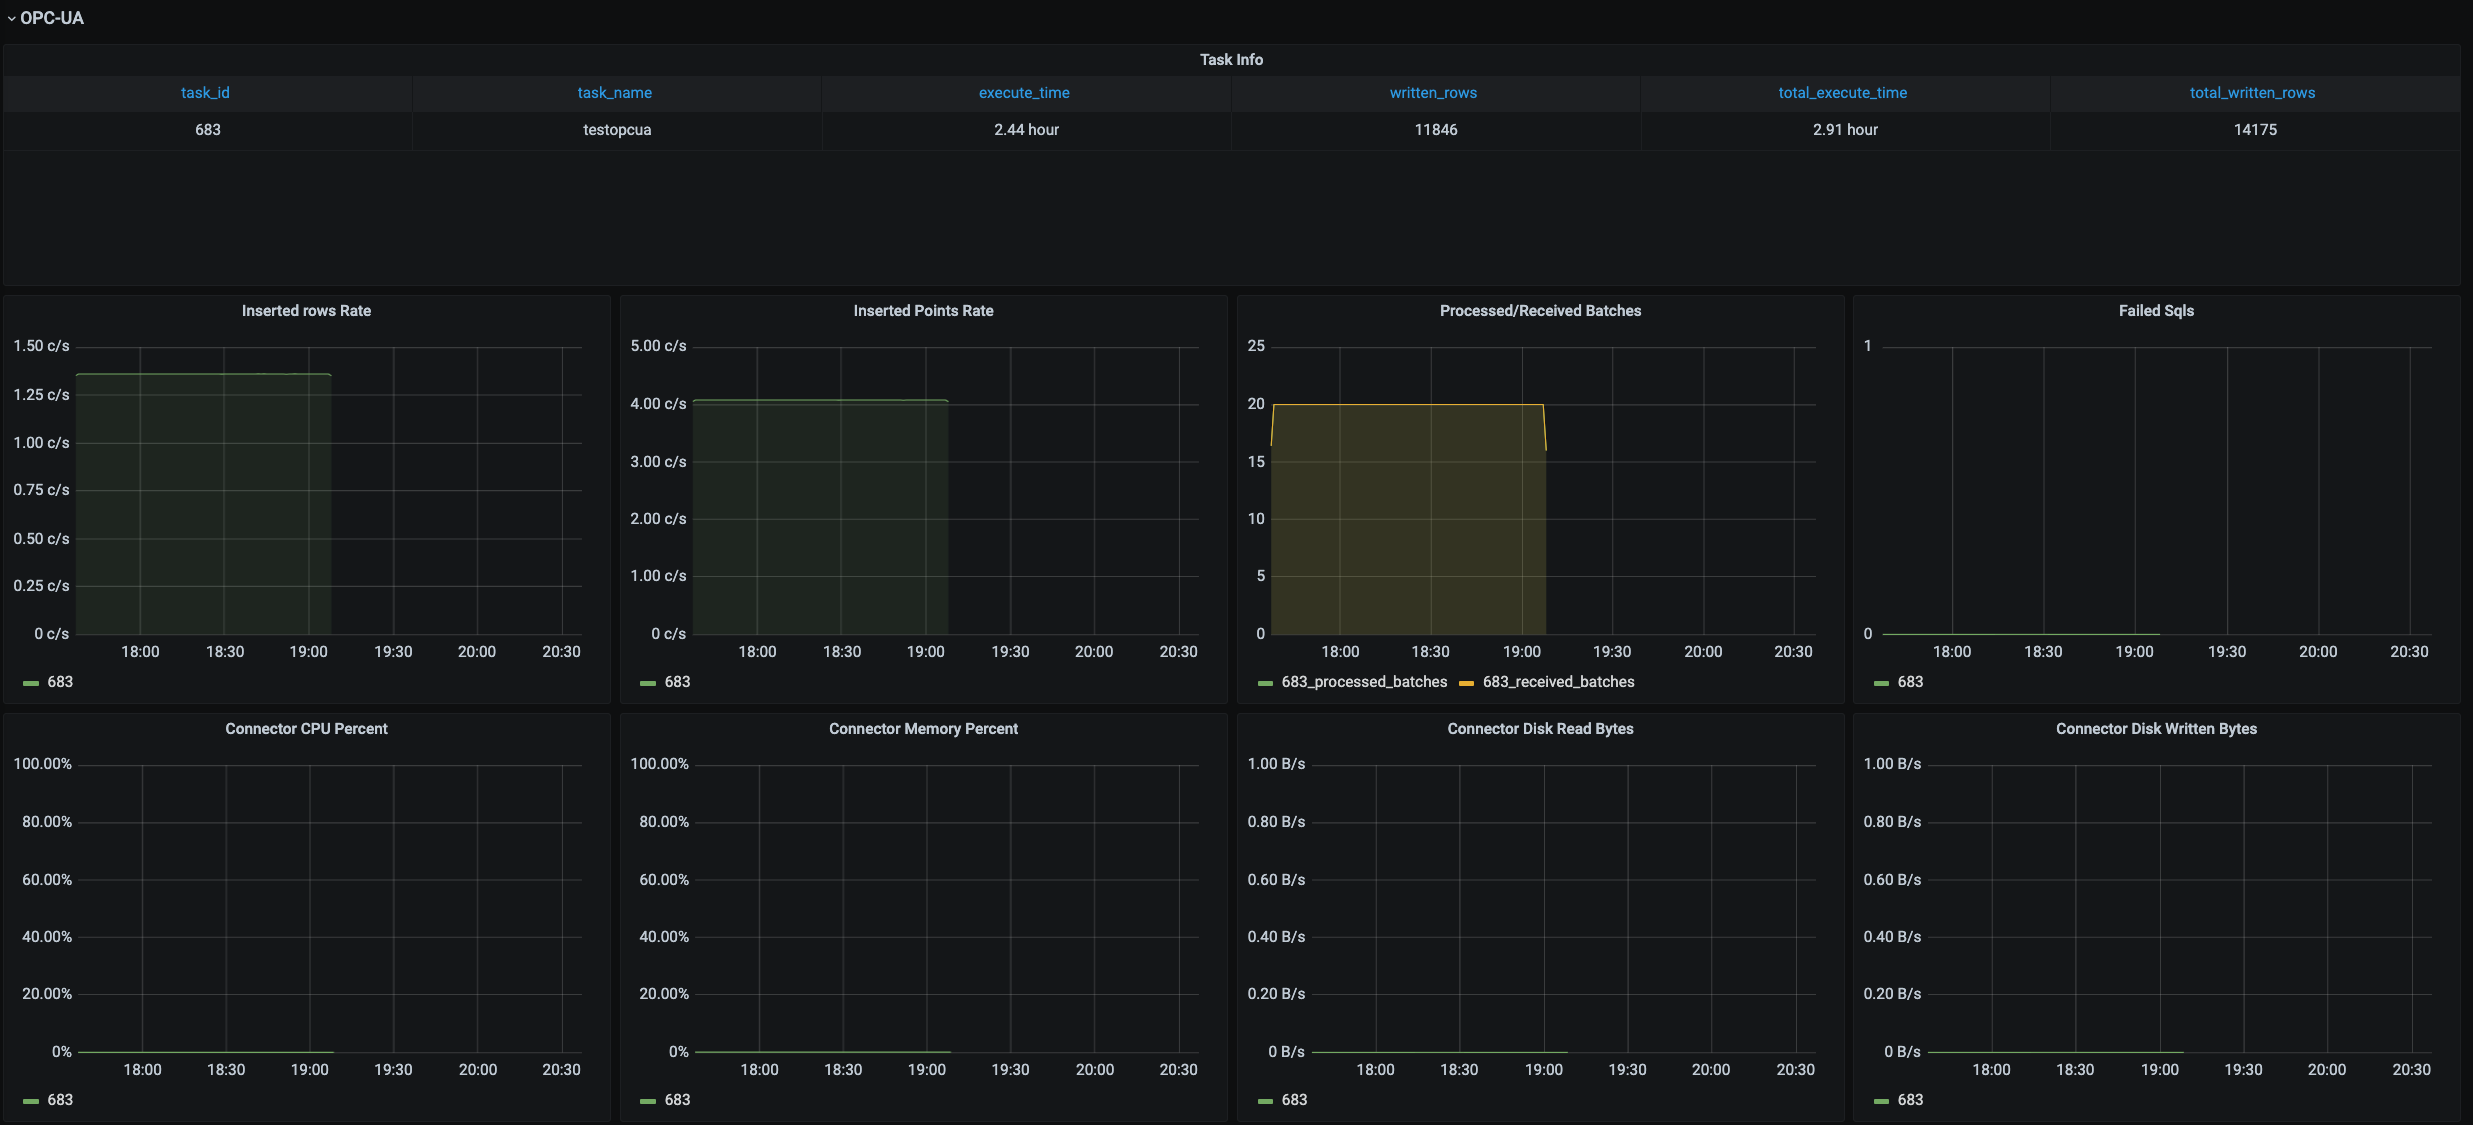 OPC-UA
Task Info
task_id task_name execute_time written_rows total_execute_time total_written_rows
683 testopcua 2.44 hour 11846 2.91 hour 14175
Inserted rows Rate
1.50 c/s
1.25 c/s
1.00 c/s
0.75 c/s
0.50 c/s
0.25 c/s
0 c/s
18:00 18:30 19:00 19:30 20:00 20:30
683
Inserted Points Rate
5.00 c/s
4.00 c/s
3.00 c/s
2.00 c/s
1.00 c/s
0 c/s
18:00 18:30 19:00 19:30 20:00 20:30
683
Processed/Received Batches
25
20
15
10
5
0
18:00 18:30 19:00 19:30 20:00 20:30
683_processed_batches 683_received_batches
Failed Sqls
1
0
18:00 18:30 19:00 19:30 20:00 20:30
683
Connector CPU Percent
100.00%
80.00%
60.00%
40.00%
20.00%
0%
18:00 18:30 19:00 19:30 20:00 20:30
683
Connector Memory Percent
100.00%
80.00%
60.00%
40.00%
20.00%
0%
18:00 18:30 19:00 19:30 20:00 20:30
683
Connector Disk Read Bytes
1.00 B/s
0.80 B/s
0.60 B/s
0.40 B/s
0.20 B/s
0 B/s
18:00 18:30 19:00 19:30 20:00 20:30
683
Connector Disk Written Bytes
1.00 B/s
0.80 B/s
0.60 B/s
0.40 B/s
0.20 B/s
0 B/s
18:00 18:30 19:00 19:30 20:00 20:30
683